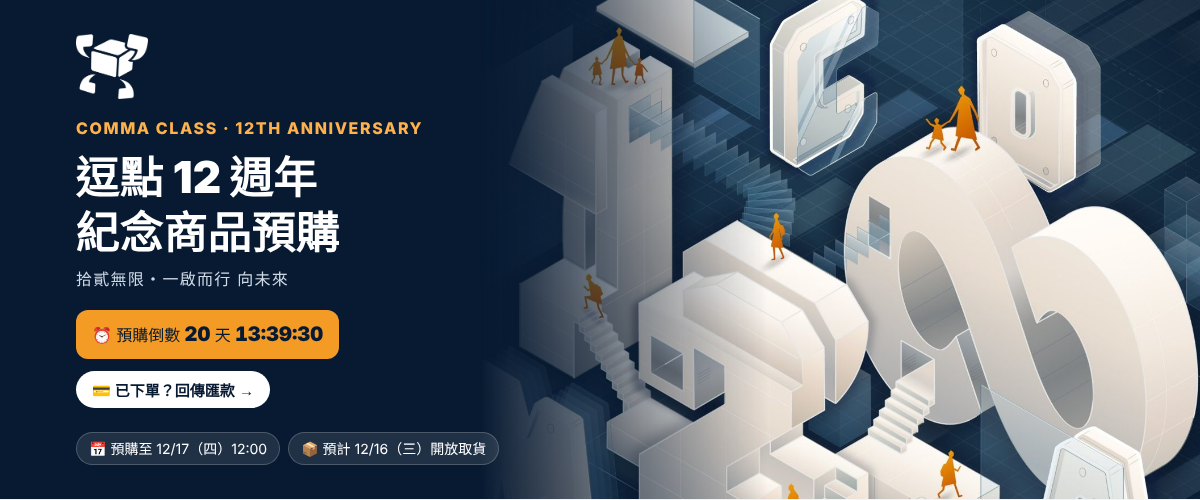 COMMA CLASS · 12TH ANNIVERSARY
逗點 12 週年
紀念商品預購
拾貳無限・一啟而行 向未來
⏰ 預購倒數 20 天 13:39:30
💳 已下單？回傳匯款 →
📅 預購至 12/17（四）12:00
📦 預計 12/16（三）開放取貨